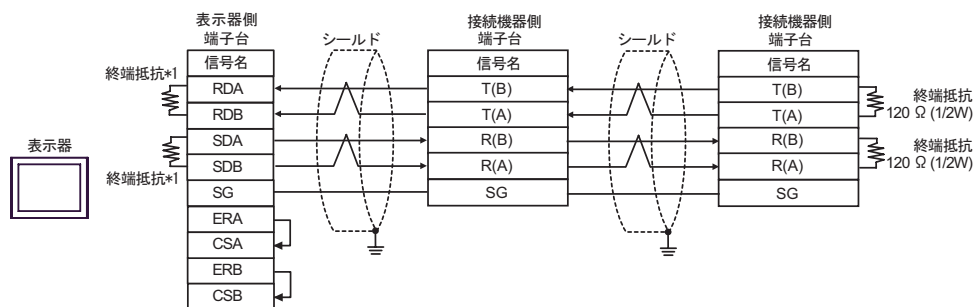 表示器
表示器側
端子台
信号名
RDA
RDB
SDA
SDB
SG
ERA
CSA
ERB
CSB
終端抵抗*1
終端抵抗*1
シールド
接続機器側
端子台
信号名
T(B)
T(A)
R(B)
R(A)
SG
シールド
接続機器側
端子台
信号名
T(B)
T(A)
R(B)
R(A)
SG
終端抵抗
120 Ω (1/2W)
終端抵抗
120 Ω (1/2W)